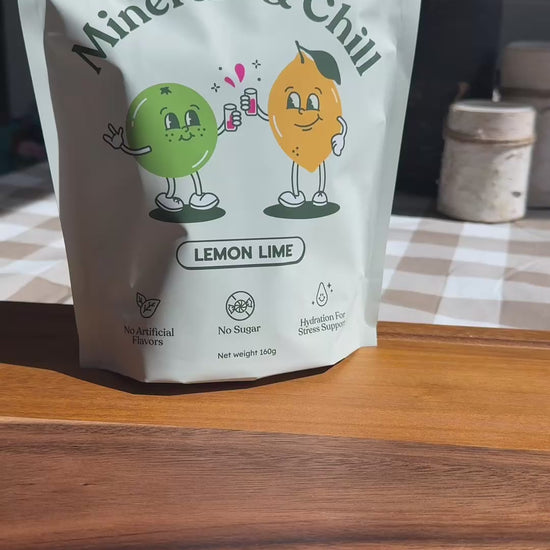 & Chill
LEMON LIME
No Artificial
Flavors
No Sugar
Hydration For
Stress Support
Net weight 160g